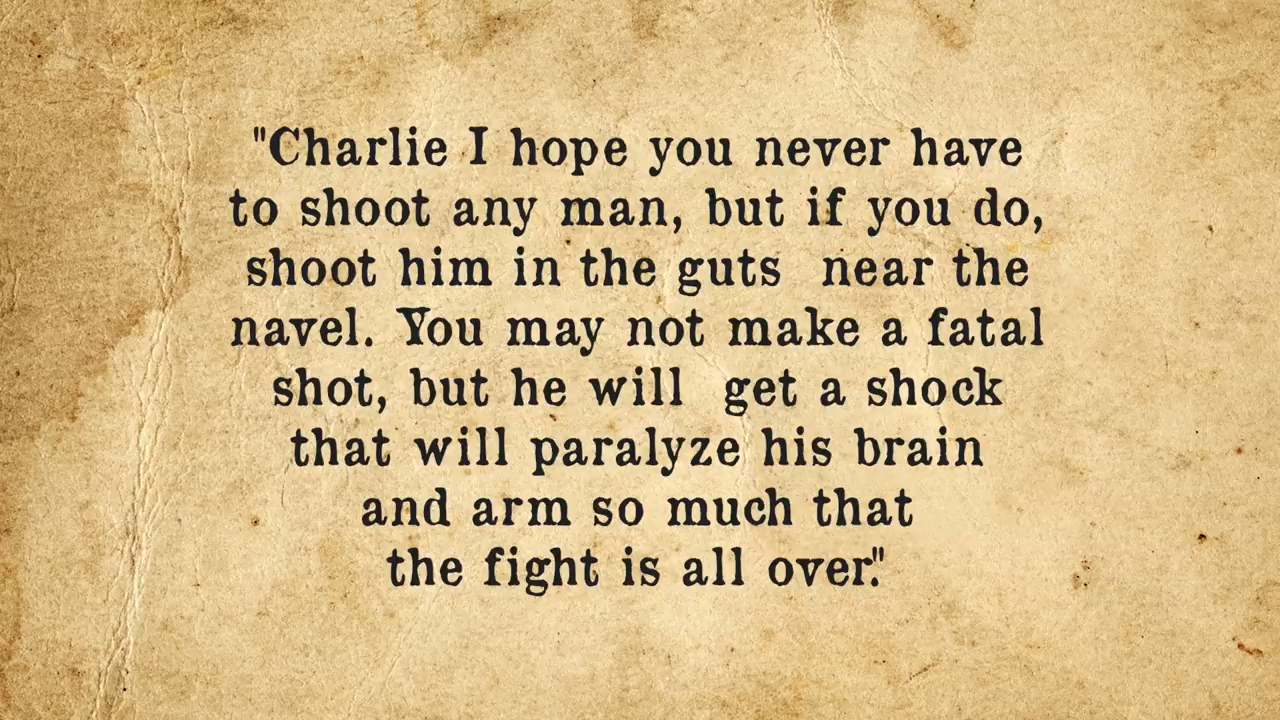 "Charlie I hope you never have
to shoot any man, but if you do,
shoot him in the guts  near the
navel. You may not make a fatal
shot, but he will  get a shock
that will paralyze his brain
and arm so much that
the fight is all over."